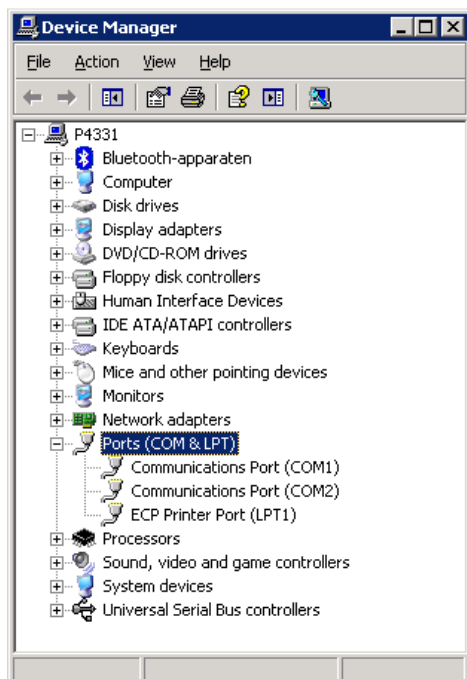 Device Manager
File Action View Help
P4331
Bluetooth-apparaten
Computer
Disk drives
Display adapters
DVD/CD-ROM drives
Floppy disk controllers
Human Interface Devices
IDE ATA/ATAPI controllers
Keyboards
Mice and other pointing devices
Monitors
Network adapters
Ports (COM & LPT)
Communications Port (COM1)
Communications Port (COM2)
ECP Printer Port (LPT1)
Processors
Sound, video and game controllers
System devices
Universal Serial Bus controllers